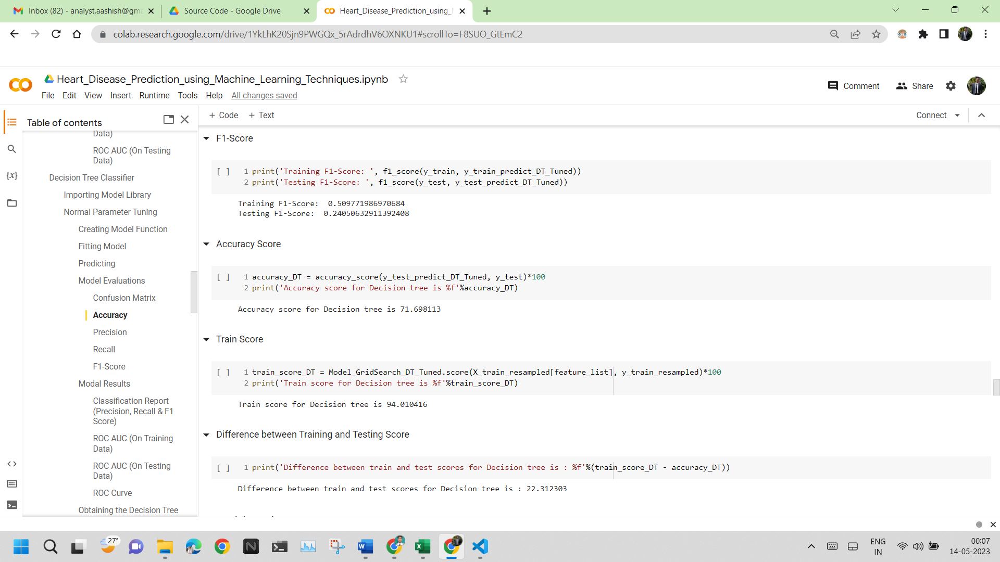 Inbox (82) - analyst.aashish@gm
Source Code - Google Drive
Heart_Disease_Prediction_using_
colab.research.google.com/drive/1YkLhK20Sjn9PWGQx_5rAdrdhV6OXNKU1#scrollTo=F8SUO_GtEmC2
Heart_Disease_Prediction_using_Machine_Learning_Techniques.ipynb
File Edit View Insert Runtime Tools Help All changes saved
Comment Share
Table of contents
Data)
ROC AUC (On Testing
Data)
Decision Tree Classifier
Importing Model Library
Normal Parameter Tuning
Creating Model Function
Fitting Model
Predicting
Model Evaluations
Confusion Matrix
Accuracy
Precision
Recall
F1-Score
Modal Results
Classification Report
(Precision, Recall & F1
Score)
ROC AUC (On Training
Data)
ROC AUC (On Testing
Data)
ROC Curve
Obtaining the Decision Tree
+ Code + Text
Connect
F1-Score
[ ] 1 print('Training F1-Score: ', f1_score(y_train, y_train_predict_DT_Tuned))
2 print('Testing F1-Score: ', f1_score(y_test, y_test_predict_DT_Tuned))
Training F1-Score:  0.509771986970684
Testing F1-Score:  0.24050632911392408
Accuracy Score
[ ] 1 accuracy_DT = accuracy_score(y_test_predict_DT_Tuned, y_test)*100
2 print('Accuracy score for Decision tree is %f'%accuracy_DT)
Accuracy score for Decision tree is 71.698113
Train Score
[ ] 1 train_score_DT = Model_GridSearch_DT_Tuned.score(X_train_resampled[feature_list], y_train_resampled)*100
2 print('Train score for Decision tree is %f'%train_score_DT)
Train score for Decision tree is 94.010416
Difference between Training and Testing Score
[ ] 1 print('Difference between train and test scores for Decision tree is : %f'%(train_score_DT - accuracy_DT))
Difference between train and test scores for Decision tree is : 22.312303
27°
ENG
IN
00:07
14-05-2023